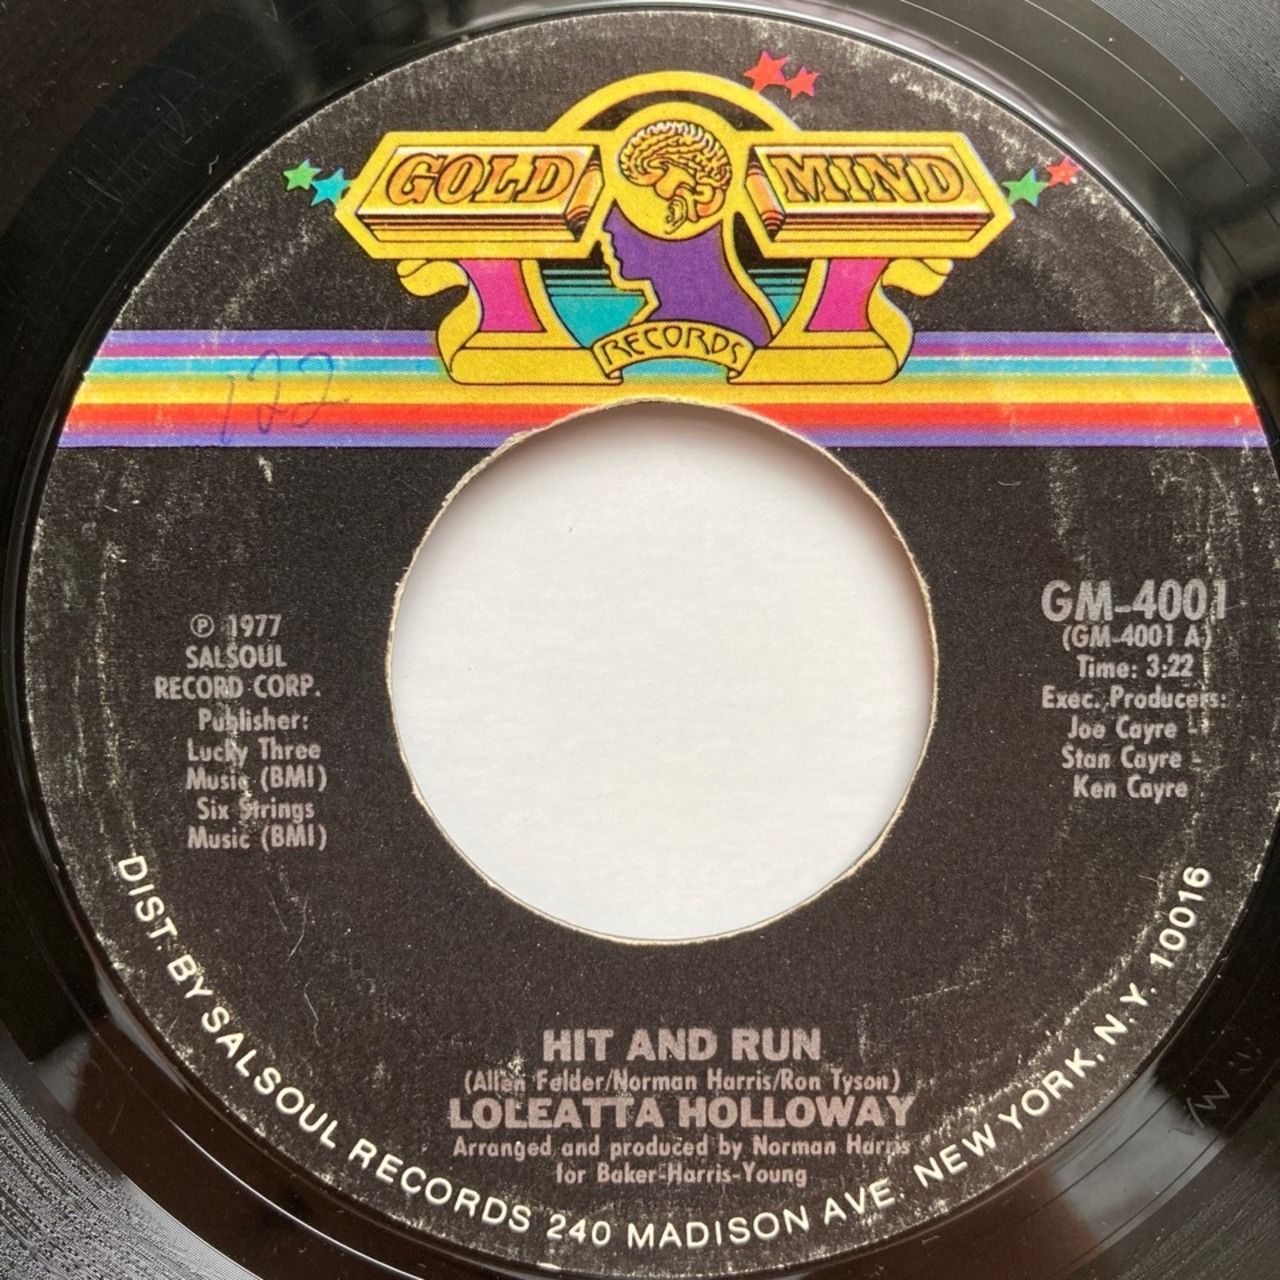 GOLD MIND
RECORDS
122
℗ 1977
SALSOUL
RECORD CORP.
Publisher:
Lucky Three
Music (BMI)
Six Strings
Music (BMI)
GM-4001
(GM-4001 A)
Time: 3:22
Exec. Producers:
Joe Cayre -
Stan Cayre -
Ken Cayre
HIT AND RUN
(Allen Felder/Norman Harris/Ron Tyson)
LOLEATTA HOLLOWAY
Arranged and produced by Norman Harris
for Baker-Harris-Young
DIST. BY SALSOUL RECORDS 240 MADISON AVE. NEW YORK, N.Y. 10016